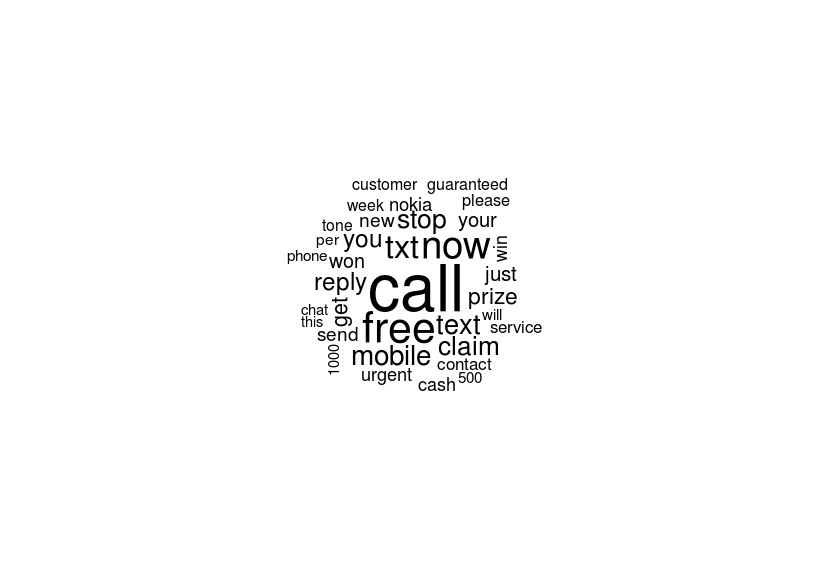 customer guaranteed
week nokia please
tone new stop your
per you txt now win
phone won
reply call just
get prize
chat free text will
this service
send claim
1000 mobile contact
urgent cash 500